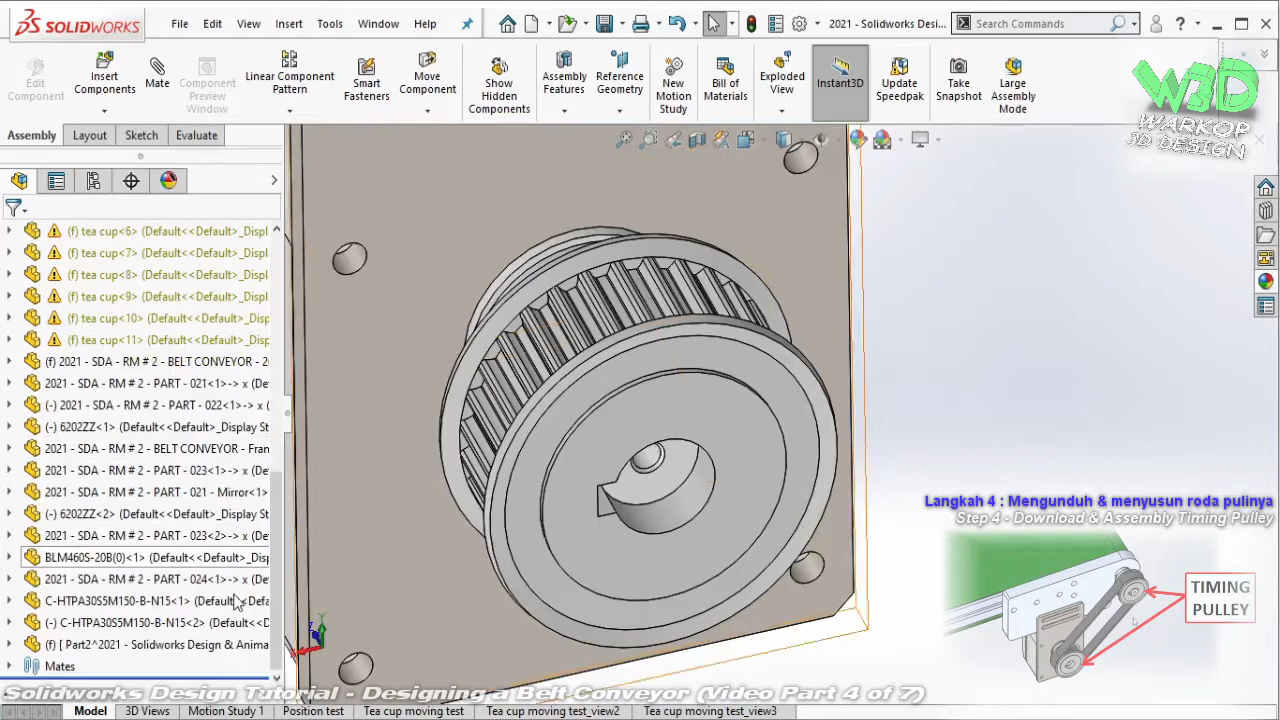 SOLIDWORKS File Edit View Insert Tools Window Help 2021 - Solidworks Desi... Search Commands
Edit Component
Insert Components
Mate
Component Preview Window
Linear Component Pattern
Smart Fasteners
Move Component
Show Hidden Components
Assembly Features
Reference Geometry
New Motion Study
Bill of Materials
Exploded View
Instant3D
Update Speedpak
Take Snapshot
Large Assembly Mode
W3D
WARKOP
3D DESIGN
Assembly Layout Sketch Evaluate
(f) tea cup<6> (Default<<Default>_Displ
(f) tea cup<7> (Default<<Default>_Displ
(f) tea cup<8> (Default<<Default>_Displ
(f) tea cup<9> (Default<<Default>_Displ
(f) tea cup<10> (Default<<Default>_Disp
(f) tea cup<11> (Default<<Default>_Disp
(f) 2021 - SDA - RM # 2 - BELT CONVEYOR - 2
2021 - SDA - RM # 2 - PART - 021<1>-> x (De
(-) 2021 - SDA - RM # 2 - PART - 022<1>-> x (
(-) 6202ZZ<1> (Default<<Default>_Display St
2021 - SDA - RM # 2 - BELT CONVEYOR - Fran
2021 - SDA - RM # 2 - PART - 023<1>-> x (De
2021 - SDA - RM # 2 - PART - 021 - Mirror<1>
(-) 6202ZZ<2> (Default<<Default>_Display St
2021 - SDA - RM # 2 - PART - 023<2>-> x (De
BLM460S-20B(0)<1> (Default<<Default>_Disp
2021 - SDA - RM # 2 - PART - 024<1>-> x (De
C-HTPA30S5M150-B-N15<1> (Default<<Defa
(-) C-HTPA30S5M150-B-N15<2> (Default<<D
(f) [ Part2^2021 - Solidworks Design & Anima
Mates
Langkah 4 : Mengunduh & menyusun roda pulinya
Step 4 - Download & Assembly Timing Pulley
TIMING
PULLEY
Solidworks Design Tutorial - Designing a Belt Conveyor (Video Part 4 of 7)
Model 3D Views Motion Study 1 Position test Tea cup moving test Tea cup moving test_view2 Tea cup moving test_view3